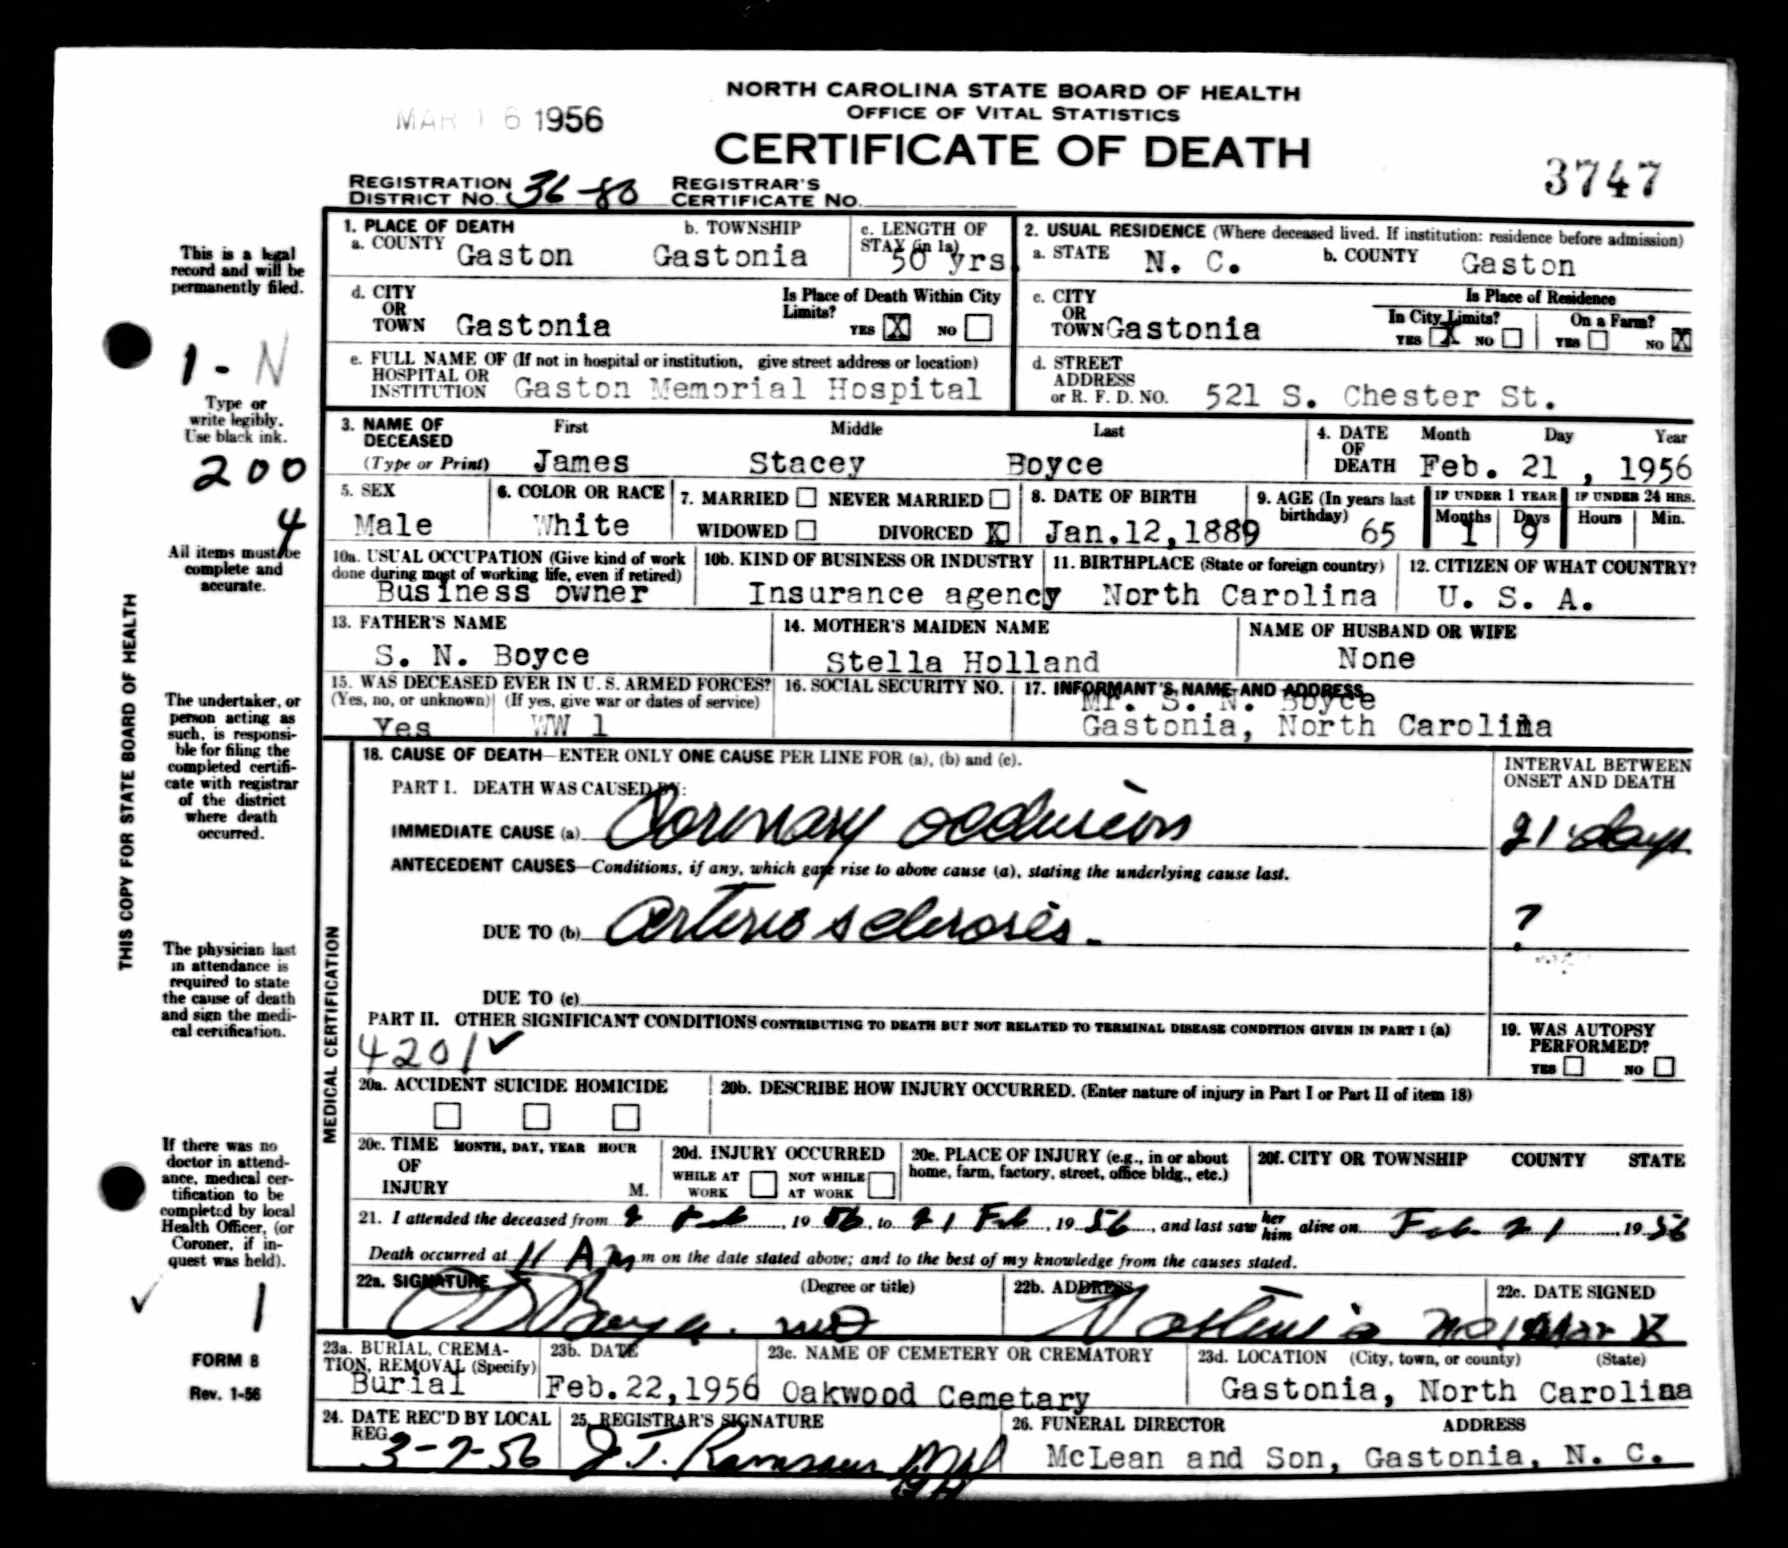 MAR 16 1956
NORTH CAROLINA STATE BOARD OF HEALTH
OFFICE OF VITAL STATISTICS
CERTIFICATE OF DEATH
3747
REGISTRATION DISTRICT NO. 36-80 REGISTRAR'S CERTIFICATE NO.
1. PLACE OF DEATH
a. COUNTY Gaston
b. TOWNSHIP Gastonia
c. LENGTH OF STAY (in 1a) 50 yrs.
2. USUAL RESIDENCE (Where deceased lived. If institution: residence before admission)
a. STATE N. C.
b. COUNTY Gaston
d. CITY OR TOWN Gastonia
Is Place of Death Within City Limits? YES X NO
c. CITY OR TOWN Gastonia
Is Place of Residence
In City Limits? YES X NO
On a Farm? YES NO X
e. FULL NAME OF HOSPITAL OR INSTITUTION (If not in hospital or institution, give street address or location)
Gaston Memorial Hospital
d. STREET ADDRESS or R. F. D. NO. 521 S. Chester St.
3. NAME OF DECEASED (Type or Print)
First James
Middle Stacey
Last Boyce
4. DATE OF DEATH Month Day Year
Feb. 21 , 1956
5. SEX Male
6. COLOR OR RACE White
7. MARRIED NEVER MARRIED
WIDOWED DIVORCED X
8. DATE OF BIRTH Jan.12,1889
9. AGE (In years last birthday) 65
IF UNDER 1 YEAR Months 1 Days 9
IF UNDER 24 HRS. Hours Min.
10a. USUAL OCCUPATION (Give kind of work done during most of working life, even if retired)
Business owner
10b. KIND OF BUSINESS OR INDUSTRY
Insurance agency
11. BIRTHPLACE (State or foreign country)
North Carolina
12. CITIZEN OF WHAT COUNTRY?
U. S. A.
13. FATHER'S NAME
S. N. Boyce
14. MOTHER'S MAIDEN NAME
Stella Holland
NAME OF HUSBAND OR WIFE
None
15. WAS DECEASED EVER IN U. S. ARMED FORCES?
(Yes, no, or unknown) (If yes, give war or dates of service)
Yes WW 1
16. SOCIAL SECURITY NO.
17. INFORMANT'S NAME AND ADDRESS
Mr. S. N. Boyce
Gastonia, North Carolina
MEDICAL CERTIFICATION
18. CAUSE OF DEATH—ENTER ONLY ONE CAUSE PER LINE FOR (a), (b) and (c).
INTERVAL BETWEEN ONSET AND DEATH
PART I. DEATH WAS CAUSED BY:
IMMEDIATE CAUSE (a) Coronary occlusion
21 days
ANTECEDENT CAUSES—Conditions, if any, which gave rise to above cause (a), stating the underlying cause last.
DUE TO (b) arterio sclerosis.
?
DUE TO (c)
PART II. OTHER SIGNIFICANT CONDITIONS CONTRIBUTING TO DEATH BUT NOT RELATED TO TERMINAL DISEASE CONDITION GIVEN IN PART I (a)
4201 ✓
19. WAS AUTOPSY PERFORMED? YES NO
20a. ACCIDENT SUICIDE HOMICIDE
20b. DESCRIBE HOW INJURY OCCURRED. (Enter nature of injury in Part I or Part II of item 18)
20c. TIME OF INJURY MONTH, DAY, YEAR HOUR M.
20d. INJURY OCCURRED
WHILE AT WORK NOT WHILE AT WORK
20e. PLACE OF INJURY (e.g., in or about home, farm, factory, street, office bldg., etc.)
20f. CITY OR TOWNSHIP COUNTY STATE
21. I attended the deceased from 2 Feb, 1956, to 21 Feb, 1956, and last saw her him alive on Feb 21 1956
Death occurred at 11 A m on the date stated above; and to the best of my knowledge from the causes stated.
22a. SIGNATURE (Degree or title)
MD
22b. ADDRESS
Gastonia
22c. DATE SIGNED
23a. BURIAL, CREMATION, REMOVAL (Specify)
Burial
23b. DATE
Feb.22,1956
23c. NAME OF CEMETERY OR CREMATORY
Oakwood Cemetary
23d. LOCATION (City, town, or county) (State)
Gastonia, North Carolina
24. DATE REC'D BY LOCAL REG.
3-7-56
25. REGISTRAR'S SIGNATURE
26. FUNERAL DIRECTOR ADDRESS
McLean and Son, Gastonia, N. C.
THIS COPY FOR STATE BOARD OF HEALTH
This is a legal
record and will be
permanently filed.
1 - N
Type or
write legibly.
Use black ink.
200
4
All items must be
complete and
accurate.
The undertaker, or
person acting as
such, is responsi-
ble for filing the
completed certifi-
cate with registrar
of the district
where death
occurred.
The physician last
in attendance is
required to state
the cause of death
and sign the medi-
cal certification.
If there was no
doctor in attend-
ance, medical cer-
tification to be
completed by local
Health Officer, (or
Coroner, if in-
quest was held).
✓ 1
FORM 8
Rev. 1-56